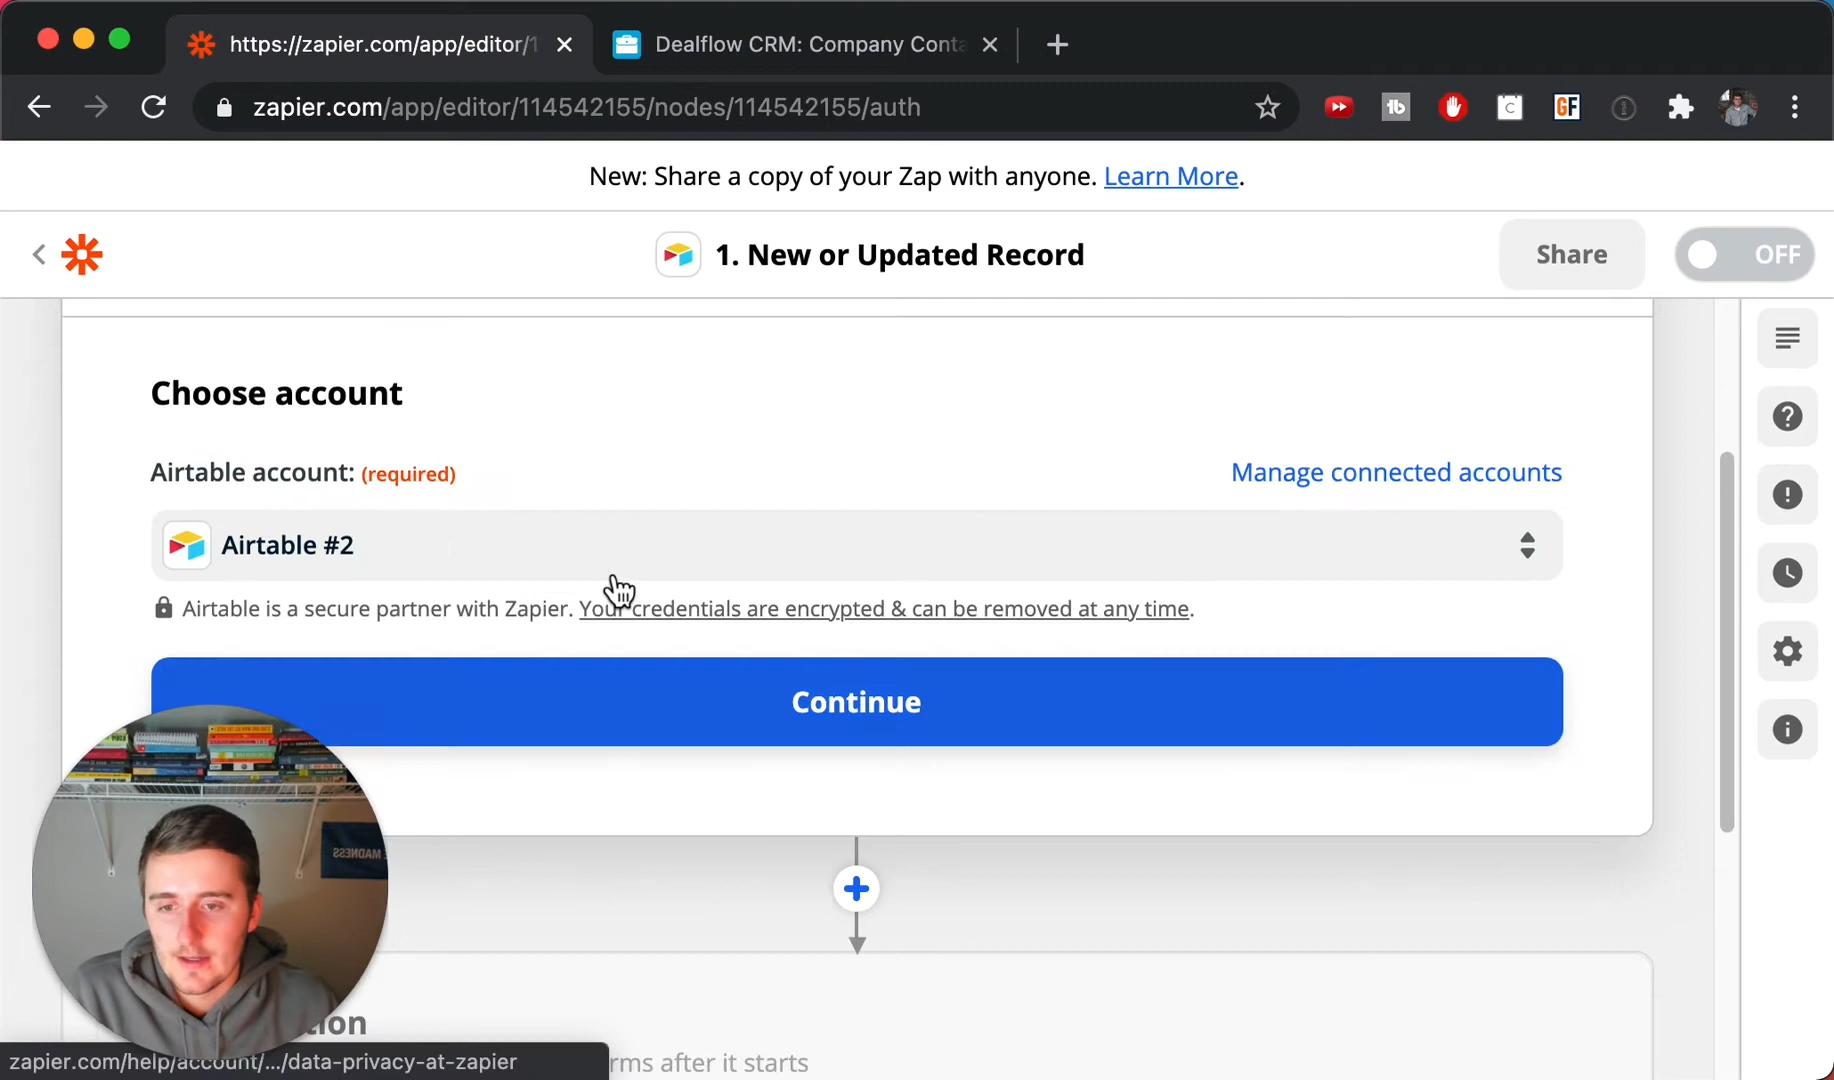 https://zapier.com/app/editor/1
Dealflow CRM: Company Conta
zapier.com/app/editor/114542155/nodes/114542155/auth
New: Share a copy of your Zap with anyone. Learn More.
1. New or Updated Record
Share
OFF
Choose account
Airtable account: (required)
Manage connected accounts
Airtable #2
Airtable is a secure partner with Zapier. Your credentials are encrypted & can be removed at any time.
Continue
tion
rms after it starts
zapier.com/help/account/.../data-privacy-at-zapier